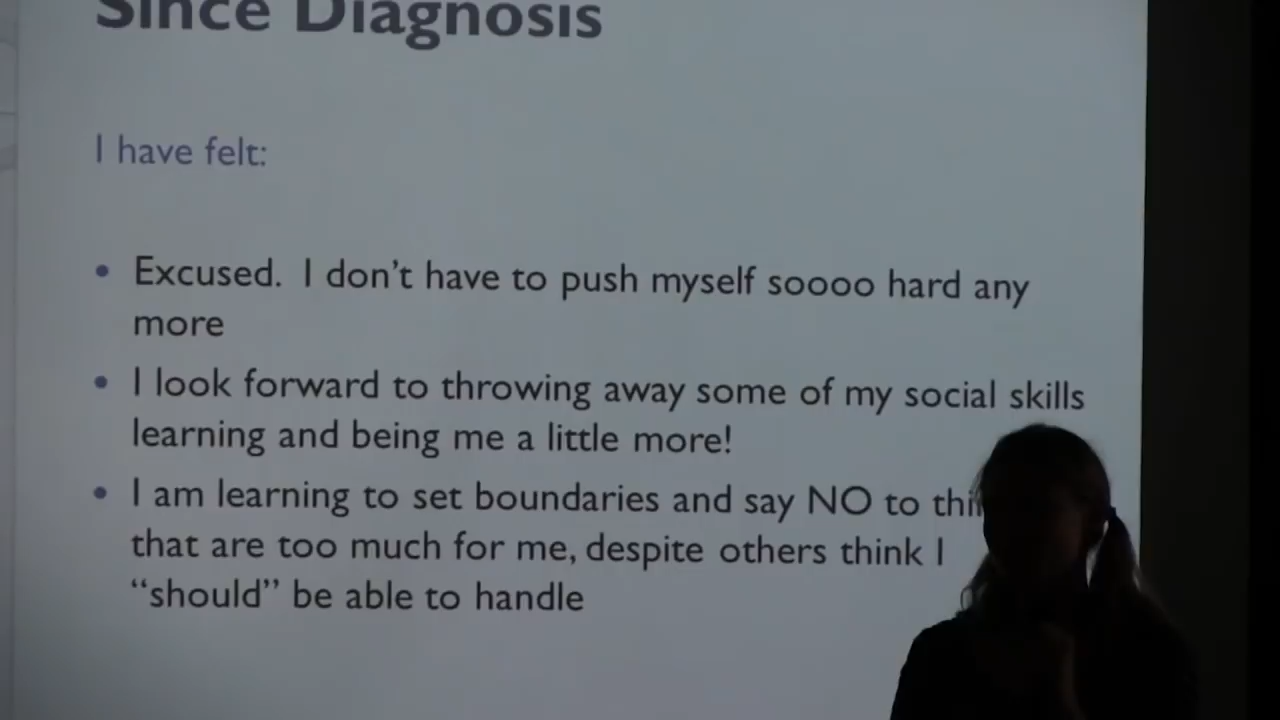 Since Diagnosis
I have felt:
• Excused. I don't have to push myself soooo hard any
more
• I look forward to throwing away some of my social skills
learning and being me a little more!
• I am learning to set boundaries and say NO to
that are too much for me, despite others think I
“should” be able to handle